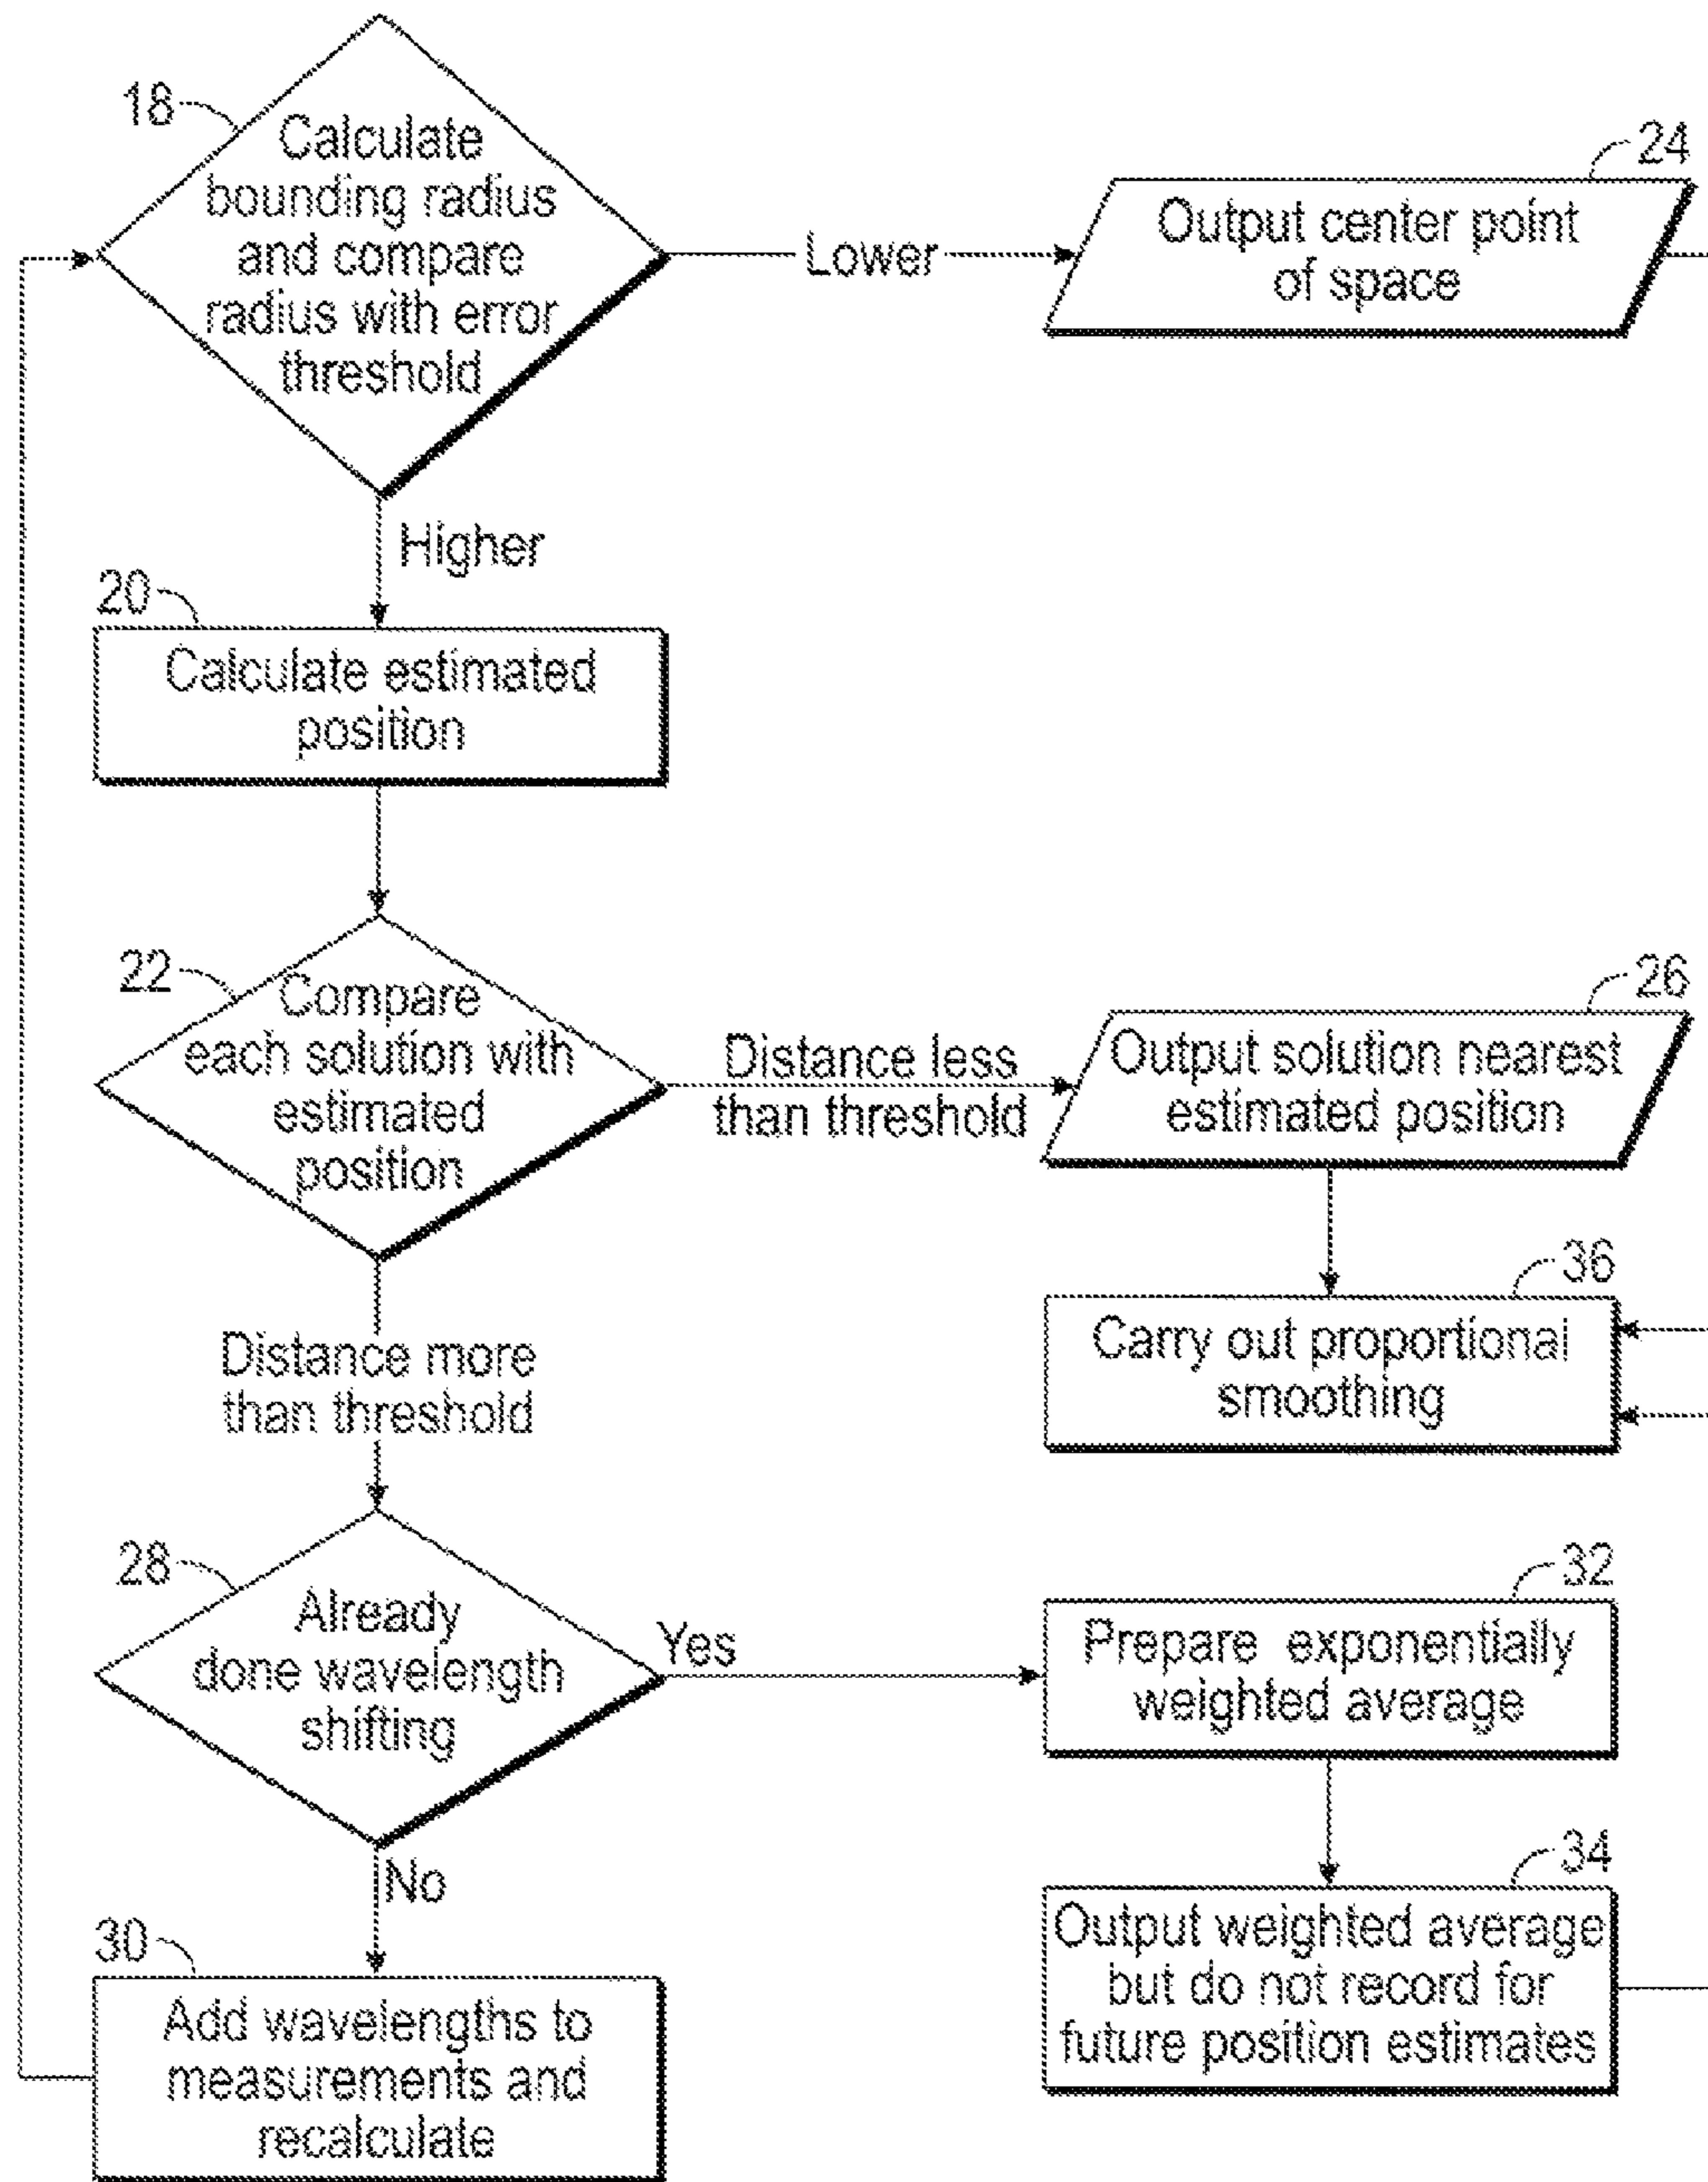 18
Calculate
bounding radius
and compare
radius with error
threshold
Lower
24
Output center point
of space
Higher
20
Calculate estimated
position
22
Compare
each solution with
estimated
position
Distance less
than threshold
26
Output solution nearest
estimated position
36
Carry out proportional
smoothing
Distance more
than threshold
28
Already
done wavelength
shifting
Yes
32
Prepare exponentially
weighted average
No
34
Output weighted average
but do not record for
future position estimates
30
Add wavelengths to
measurements and
recalculate